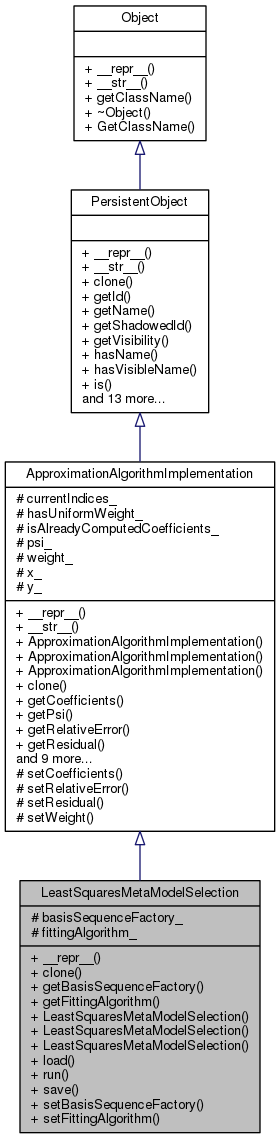 Object
+ __repr__()
+ __str__()
+ getClassName()
+ ~Object()
+ GetClassName()
PersistentObject
+ __repr__()
+ __str__()
+ clone()
+ getId()
+ getName()
+ getShadowedId()
+ getVisibility()
+ hasName()
+ hasVisibleName()
+ is()
and 13 more...
ApproximationAlgorithmImplementation
# currentIndices_
# hasUniformWeight_
# isAlreadyComputedCoefficients_
# psi_
# weight_
# x_
# y_
+ __repr__()
+ __str__()
+ ApproximationAlgorithmImplementation()
+ ApproximationAlgorithmImplementation()
+ ApproximationAlgorithmImplementation()
+ clone()
+ getCoefficients()
+ getPsi()
+ getRelativeError()
+ getResidual()
and 9 more...
# setCoefficients()
# setRelativeError()
# setResidual()
# setWeight()
LeastSquaresMetaModelSelection
# basisSequenceFactory_
# fittingAlgorithm_
+ __repr__()
+ clone()
+ getBasisSequenceFactory()
+ getFittingAlgorithm()
+ LeastSquaresMetaModelSelection()
+ LeastSquaresMetaModelSelection()
+ LeastSquaresMetaModelSelection()
+ load()
+ run()
+ save()
+ setBasisSequenceFactory()
+ setFittingAlgorithm()